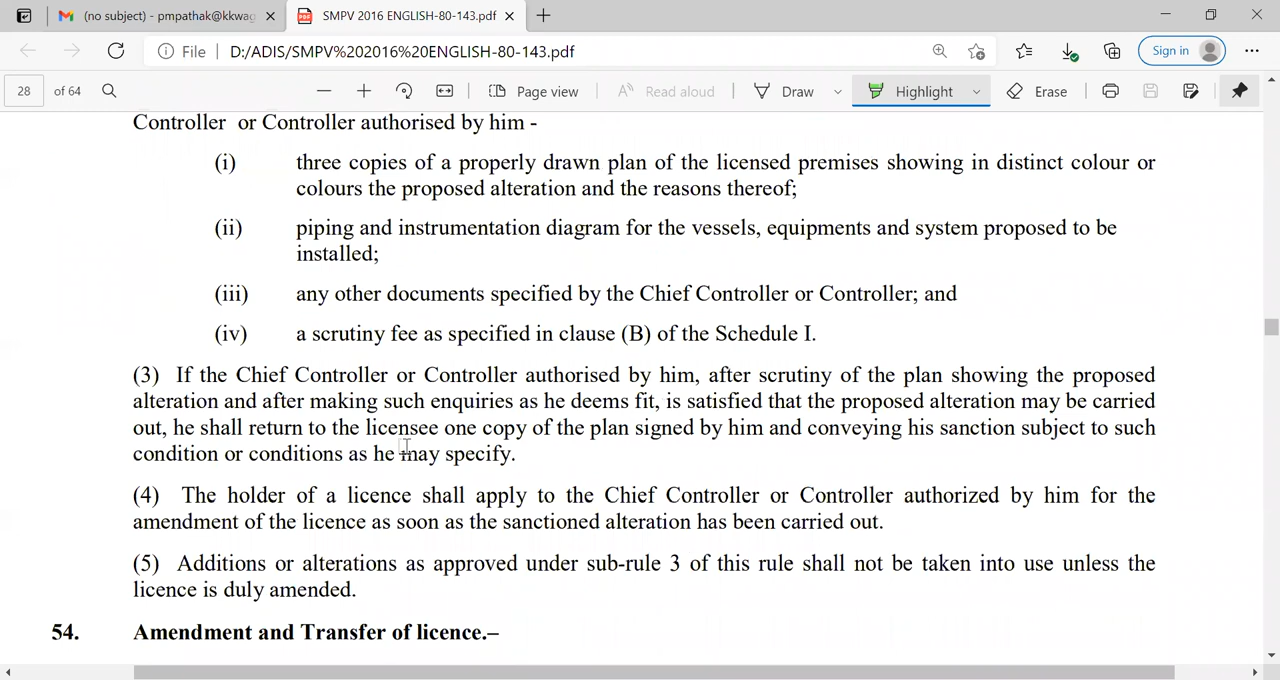 (no subject) - pmpathak@kkwag
SMPV 2016 ENGLISH-80-143.pdf
File D:/ADIS/SMPV%202016%20ENGLISH-80-143.pdf Sign in
28 of 64 Page view Read aloud Draw Highlight Erase
Controller or Controller authorised by him -
(i) three copies of a properly drawn plan of the licensed premises showing in distinct colour or
colours the proposed alteration and the reasons thereof;
(ii) piping and instrumentation diagram for the vessels, equipments and system proposed to be
installed;
(iii) any other documents specified by the Chief Controller or Controller; and
(iv) a scrutiny fee as specified in clause (B) of the Schedule I.
(3) If the Chief Controller or Controller authorised by him, after scrutiny of the plan showing the proposed
alteration and after making such enquiries as he deems fit, is satisfied that the proposed alteration may be carried
out, he shall return to the licensee one copy of the plan signed by him and conveying his sanction subject to such
condition or conditions as he may specify.
(4) The holder of a licence shall apply to the Chief Controller or Controller authorized by him for the
amendment of the licence as soon as the sanctioned alteration has been carried out.
(5) Additions or alterations as approved under sub-rule 3 of this rule shall not be taken into use unless the
licence is duly amended.
54. Amendment and Transfer of licence.–